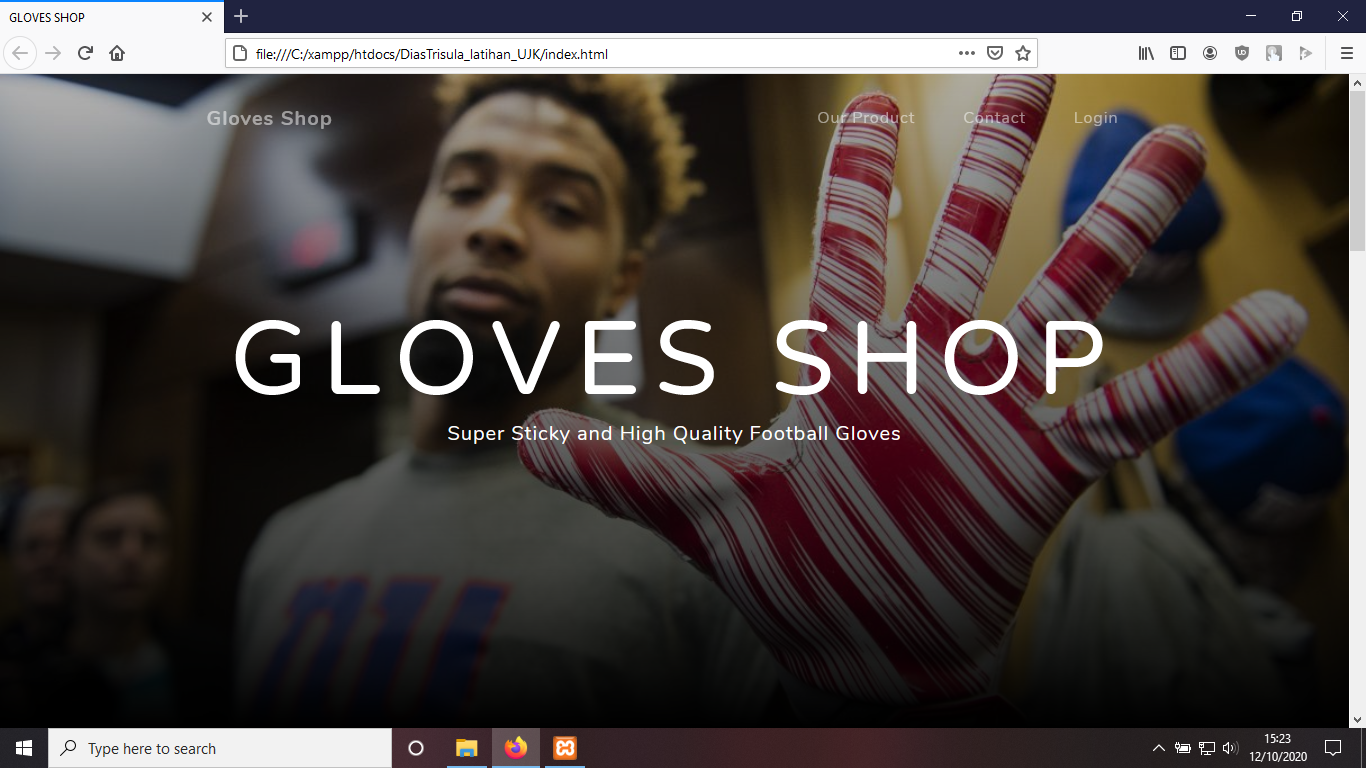 GLOVES SHOP
file:///C:/xampp/htdocs/DiasTrisula_latihan_UJK/index.html
Gloves Shop
Our Product Contact Login
GLOVES SHOP
Super Sticky and High Quality Football Gloves
Type here to search
15:23
12/10/2020